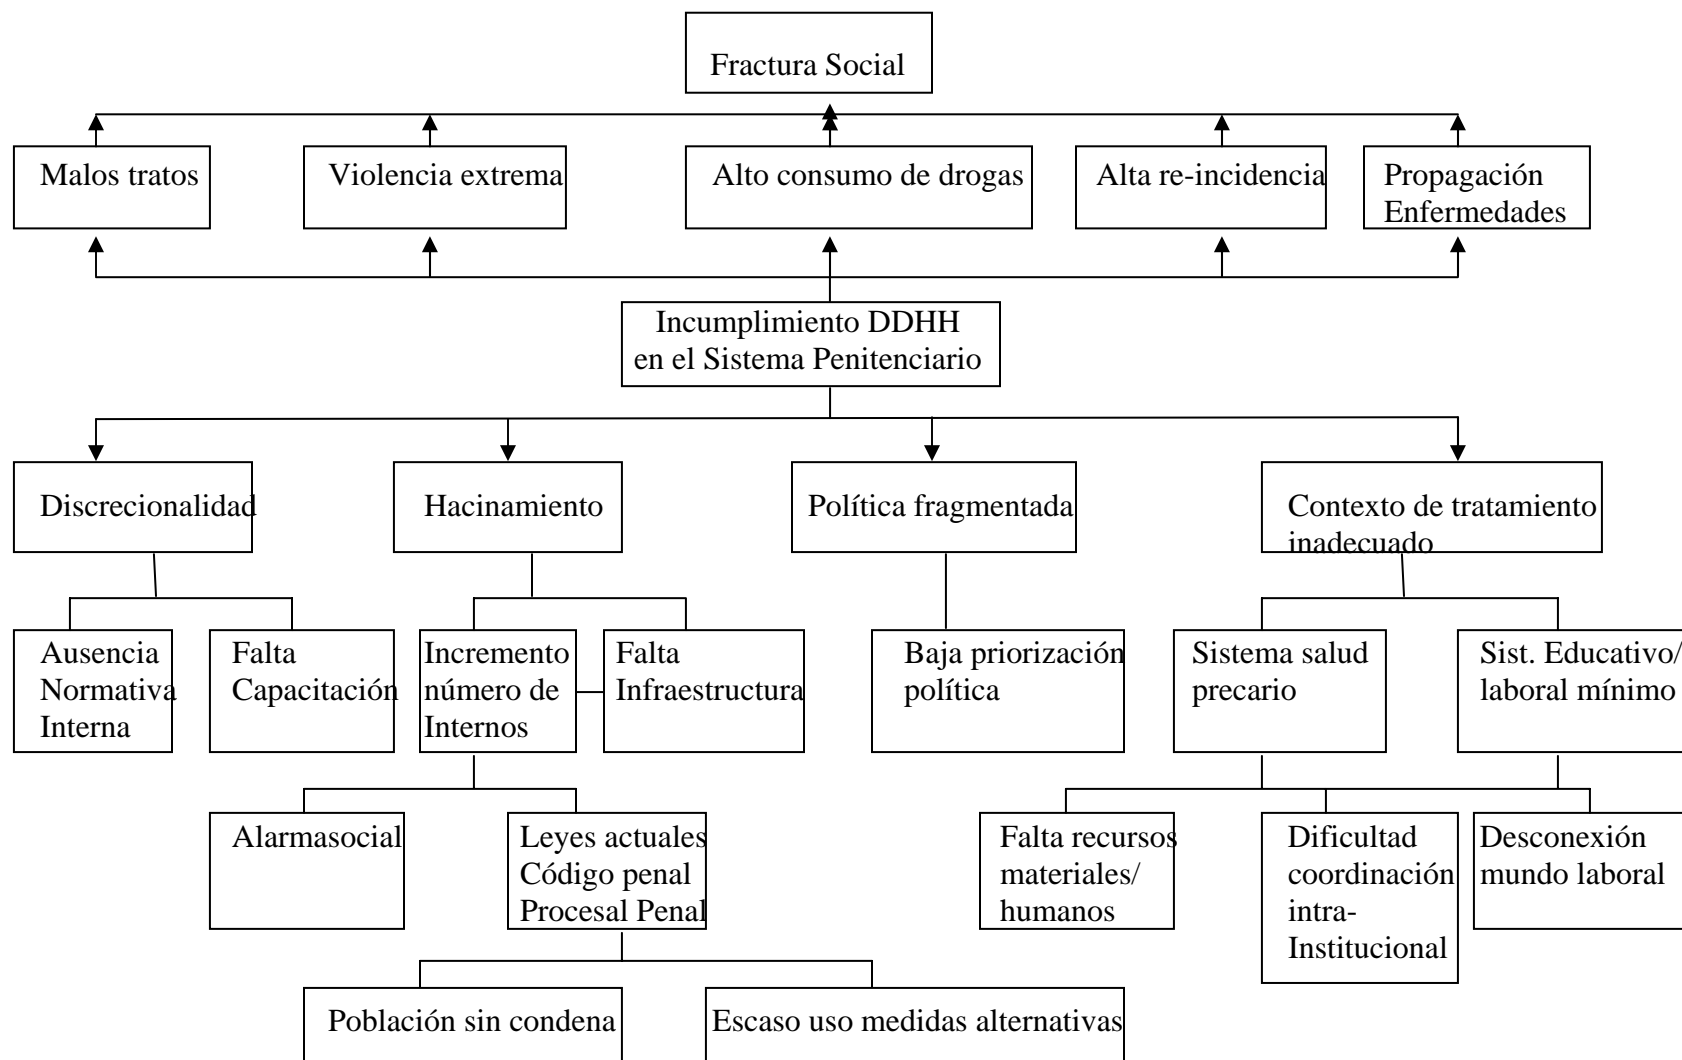 Fractura Social
Malos tratos
Violencia extrema
Alto consumo de drogas
Alta re-incidencia
Propagación
Enfermedades
Incumplimiento DDHH
en el Sistema Penitenciario
Discrecionalidad
Hacinamiento
Política fragmentada
Contexto de tratamiento
inadecuado
Ausencia
Normativa
Interna
Falta
Capacitación
Incremento
número de
Internos
Falta
Infraestructura
Baja priorización
política
Sistema salud
precario
Sist. Educativo/
laboral mínimo
Alarmasocial
Leyes actuales
Código penal
Procesal Penal
Falta recursos
materiales/
humanos
Dificultad
coordinación
intra-
Institucional
Desconexión
mundo laboral
Población sin condena
Escaso uso medidas alternativas